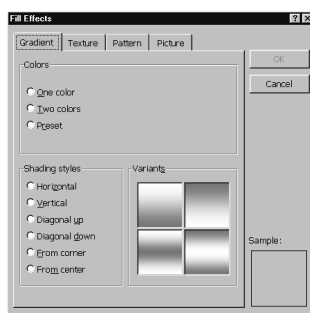 Fill Effects
Gradient Texture Pattern Picture
OK
Cancel
Colors
One color
Two colors
Preset
Shading styles
Horizontal
Vertical
Diagonal up
Diagonal down
From corner
From center
Variants
Sample: